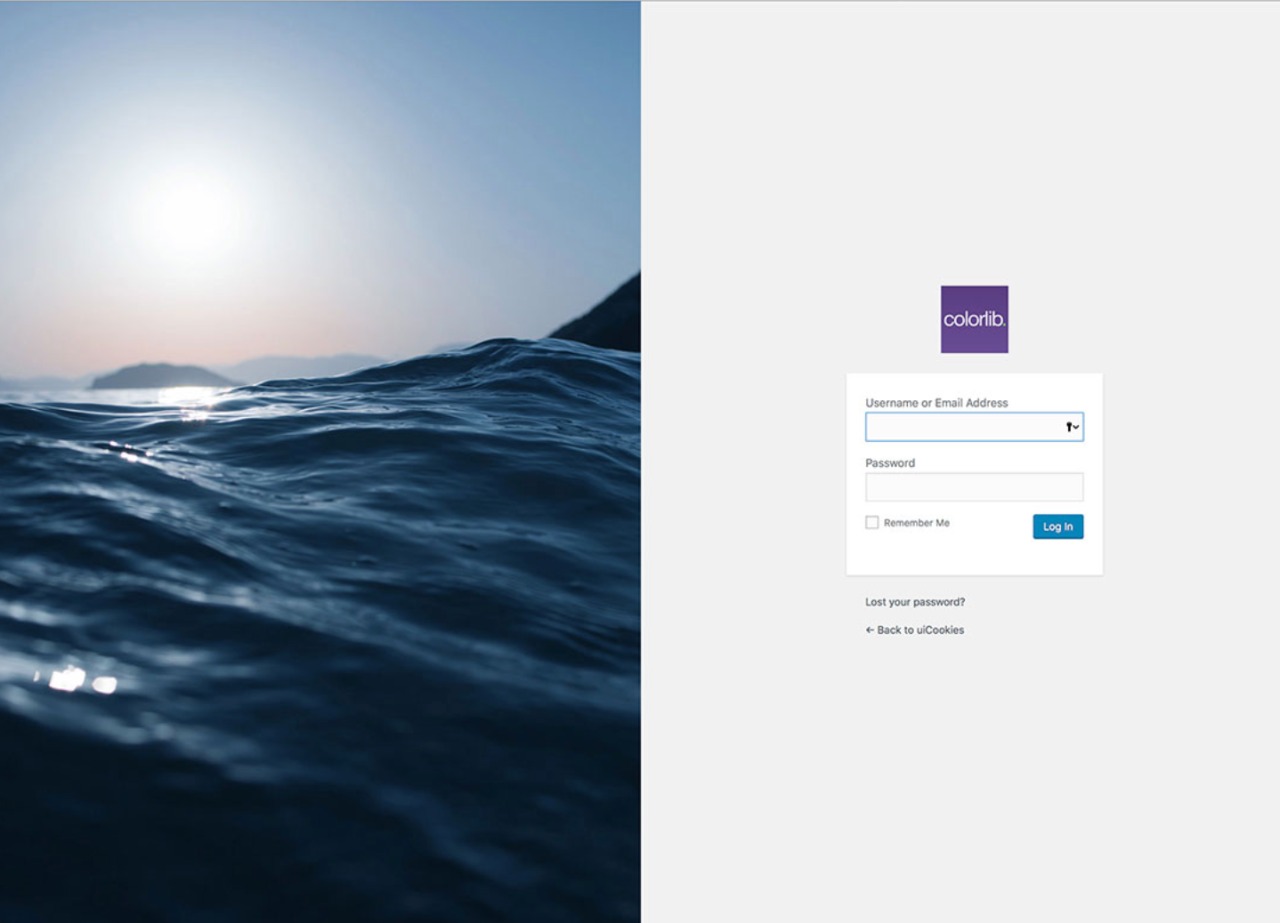 colorlib.
Username or Email Address
Password
Remember Me
Log In
Lost your password?
← Back to uiCookies